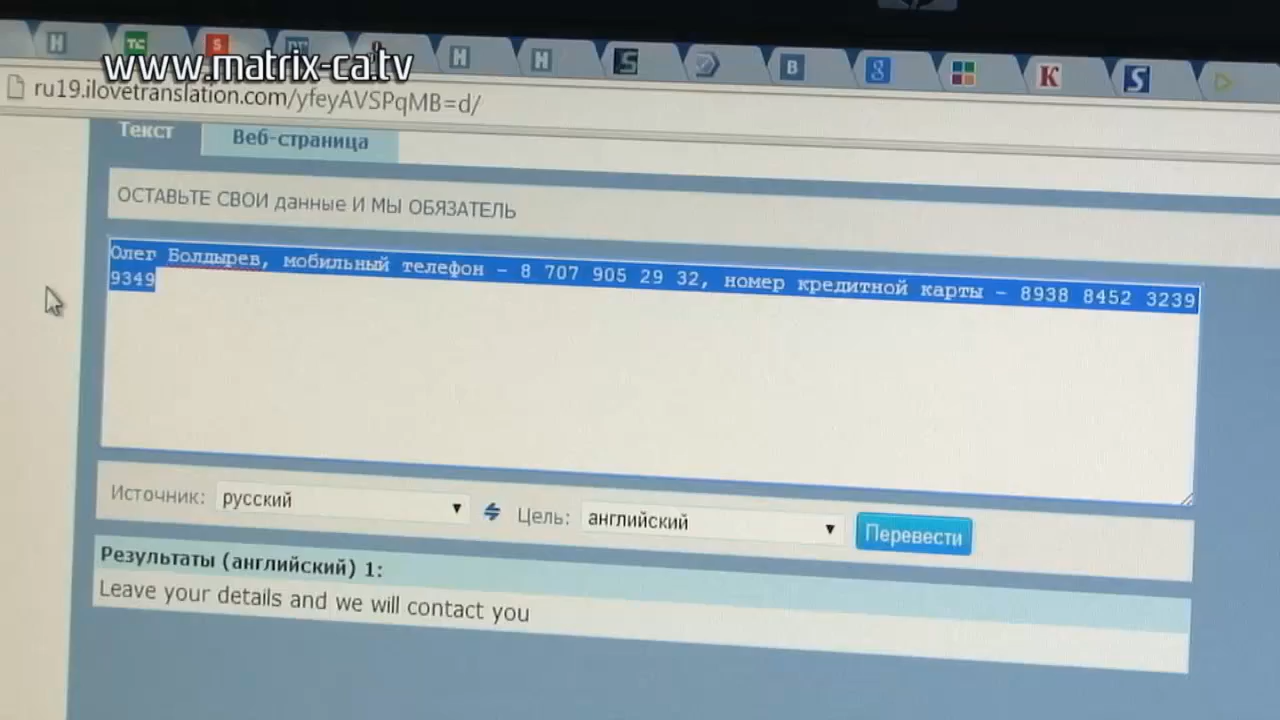 www.matrix-ca.tv
ru19.ilovetranslation.com/yfeyAVSPqMB=d/
Текст Веб-страница
ОСТАВЬТЕ СВОИ данные И МЫ ОБЯЗАТЕЛЬ
Олег Болдырев, мобильный телефон - 8 707 905 29 32, номер кредитной карты - 8938 8452 3239
9349
Источник: русский Цель: английский Перевести
Результаты (английский) 1:
Leave your details and we will contact you